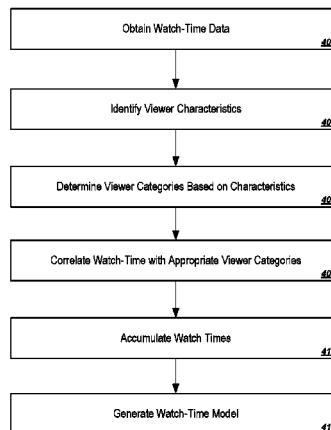 Obtain Watch-Time Data
40
Identify Viewer Characteristics
40
Determine Viewer Categories Based on Characteristics
40
Correlate Watch-Time with Appropriate Viewer Categories
40
Accumulate Watch Times
41
Generate Watch-Time Model
41